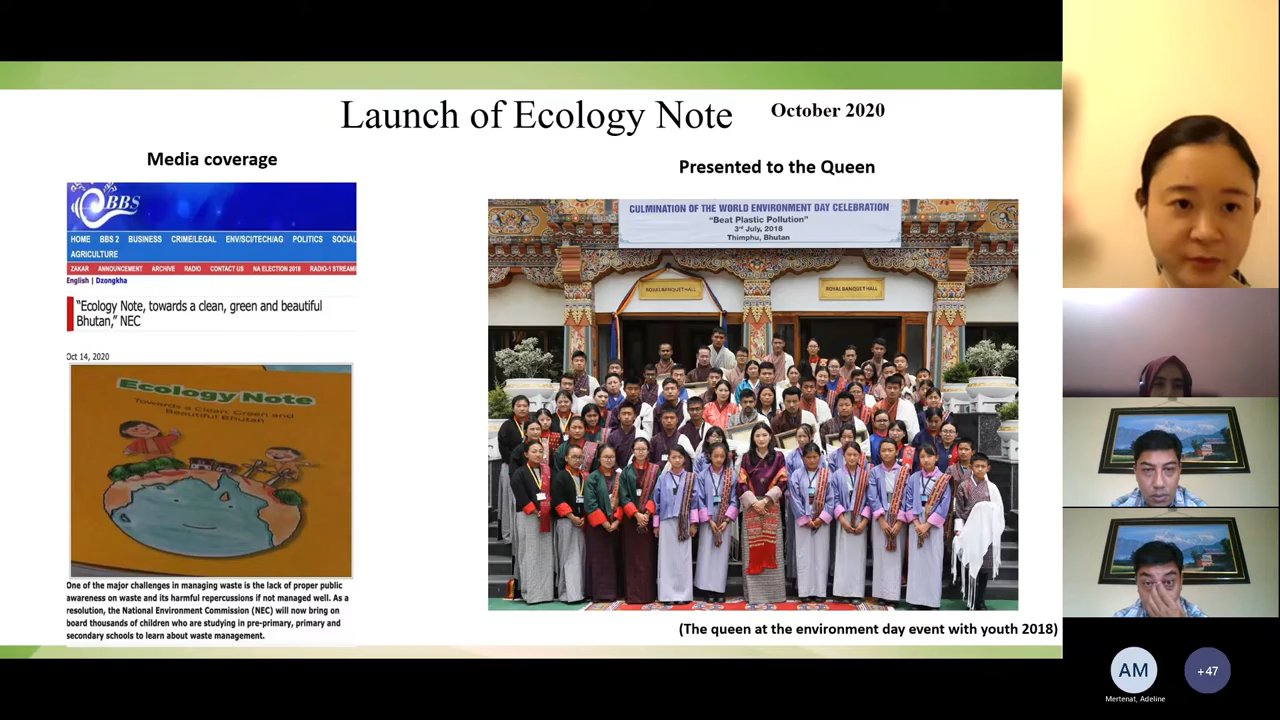 Launch of Ecology Note
October 2020
Media coverage
BBS
HOME BBS 2 BUSINESS CRIME/LEGAL ENV/SCI/TECH/AG POLITICS SOCIAL
AGRICULTURE
ZAKAR ANNOUNCEMENT ARCHIVE RADIO CONTACT US NA ELECTION 2018 RADIO-1 STREAMI
English | Dzongkha
“Ecology Note, towards a clean, green and beautiful
Bhutan,” NEC
Oct 14, 2020
Ecology Note
Towards a Clean, Green and
Beautiful Bhutan
One of the major challenges in managing waste is the lack of proper public
awareness on waste and its harmful repercussions if not managed well. As a
resolution, the National Environment Commission (NEC) will now bring on
board thousands of children who are studying in pre-primary, primary and
secondary schools to learn about waste management.
Presented to the Queen
CULMINATION OF THE WORLD ENVIRONMENT DAY CELEBRATION
“Beat Plastic Pollution”
3rd July, 2018
Thimphu, Bhutan
ROYAL BANQUET HALL
ROYAL BANQUET HALL
(The queen at the environment day event with youth 2018)
AM
+47
Mertenat, Adeline